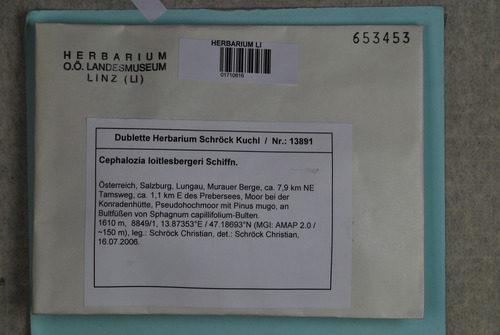 653453
HERBARIUM
O.Ö. LANDESMUSEUM
LINZ (LI)
HERBARIUM LI
01710616
Dublette Herbarium Schröck Kuchl / Nr.: 13891
Cephalozia loitlesbergeri Schiffn.
Österreich, Salzburg, Lungau, Murauer Berge, ca. 7,9 km NE
Tamsweg, ca. 1,1 km E des Prebersees, Moor bei der
Konradenhütte, Pseudohochmoor mit Pinus mugo, an
Bultfüßen von Sphagnum capillifolium-Bulten.
1610 m, 8849/1, 13.87353°E / 47.18693°N (MGI: AMAP 2.0 /
~150 m), leg.: Schröck Christian, det.: Schröck Christian,
16.07.2006.